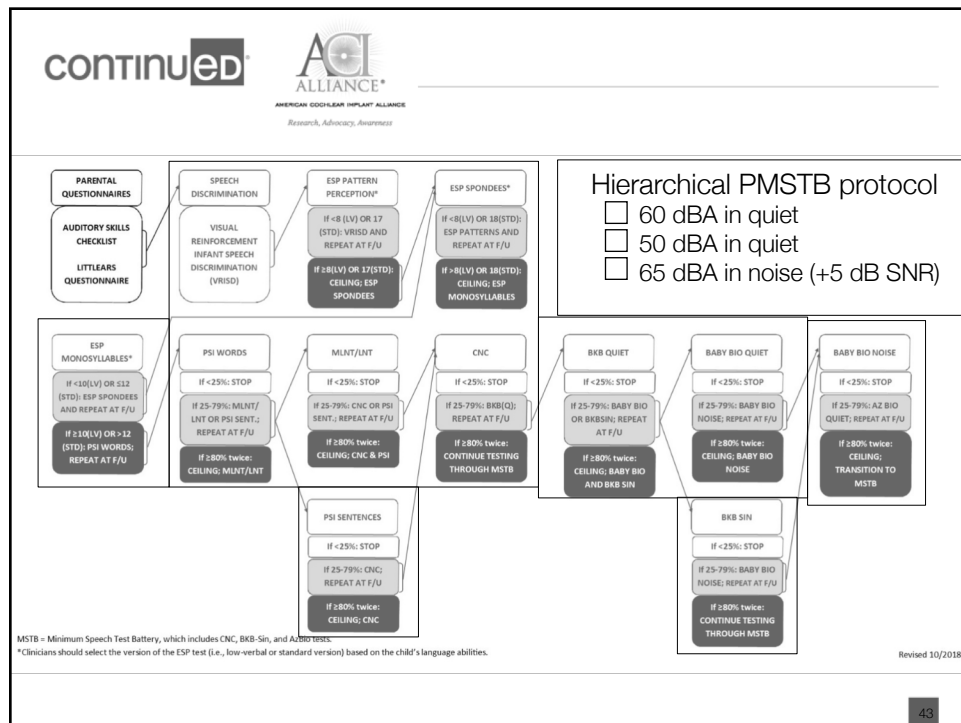 continued
ACI
ALLIANCE*
AMERICAN COCHLEAR IMPLANT ALLIANCE
Research, Advocacy, Awareness
Hierarchical PMSTB protocol
☐ 60 dBA in quiet
☐ 50 dBA in quiet
☐ 65 dBA in noise (+5 dB SNR)
PARENTAL
QUESTIONNAIRES
AUDITORY SKILLS
CHECKLIST
LITTLEARS
QUESTIONNAIRE
SPEECH
DISCRIMINATION
VISUAL
REINFORCEMENT
INFANT SPEECH
DISCRIMINATION
(VRISD)
ESP PATTERN
PERCEPTION*
If <8 (LV) OR 17
(STD): VRISD AND
REPEAT AT F/U
If ≥8(LV) OR 17(STD):
CEILING; ESP
SPONDEES
ESP SPONDEES*
If <8(LV) OR 18(STD):
ESP PATTERNS AND
REPEAT AT F/U
If >8(LV) OR 18(STD):
CEILING; ESP
MONOSYLLABLES
ESP
MONOSYLLABLES*
If <10(LV) OR ≤12
(STD): ESP SPONDEES
AND REPEAT AT F/U
If ≥10(LV) OR >12
(STD): PSI WORDS;
REPEAT AT F/U
PSI WORDS
If <25%: STOP
If 25-79%: MLNT/
LNT OR PSI SENT.;
REPEAT AT F/U
If ≥80% twice:
CEILING; MLNT/LNT
MLNT/LNT
If <25%: STOP
If 25-79%: CNC OR PSI
SENT.; REPEAT AT F/U
If ≥80% twice:
CEILING; CNC & PSI
CNC
If <25%: STOP
If 25-79%: BKB(Q);
REPEAT AT F/U
If ≥80% twice:
CONTINUE TESTING
THROUGH MSTB
BKB QUIET
If <25%: STOP
If 25-79%: BABY BIO
OR BKBSIN; REPEAT
AT F/U
If ≥80% twice:
CEILING; BABY BIO
AND BKB SIN
BABY BIO QUIET
If <25%: STOP
If 25-79%: BABY BIO
NOISE; REPEAT AT F/U
If ≥80% twice:
CEILING; BABY BIO
NOISE
BABY BIO NOISE
If <25%: STOP
If 25-79%: AZ BIO
QUIET; REPEAT AT F/U
If ≥80% twice:
CEILING;
TRANSITION TO
MSTB
PSI SENTENCES
If <25%: STOP
If 25-79%: CNC;
REPEAT AT F/U
If ≥80% twice:
CEILING; CNC
BKB SIN
If <25%: STOP
If 25-79%: BABY BIO
NOISE; REPEAT AT F/U
If ≥80% twice:
CONTINUE TESTING
THROUGH MSTB
MSTB = Minimum Speech Test Battery, which includes CNC, BKB-Sin, and AzBio tests.
*Clinicians should select the version of the ESP test (i.e., low-verbal or standard version) based on the child's language abilities.
Revised 10/2018
43